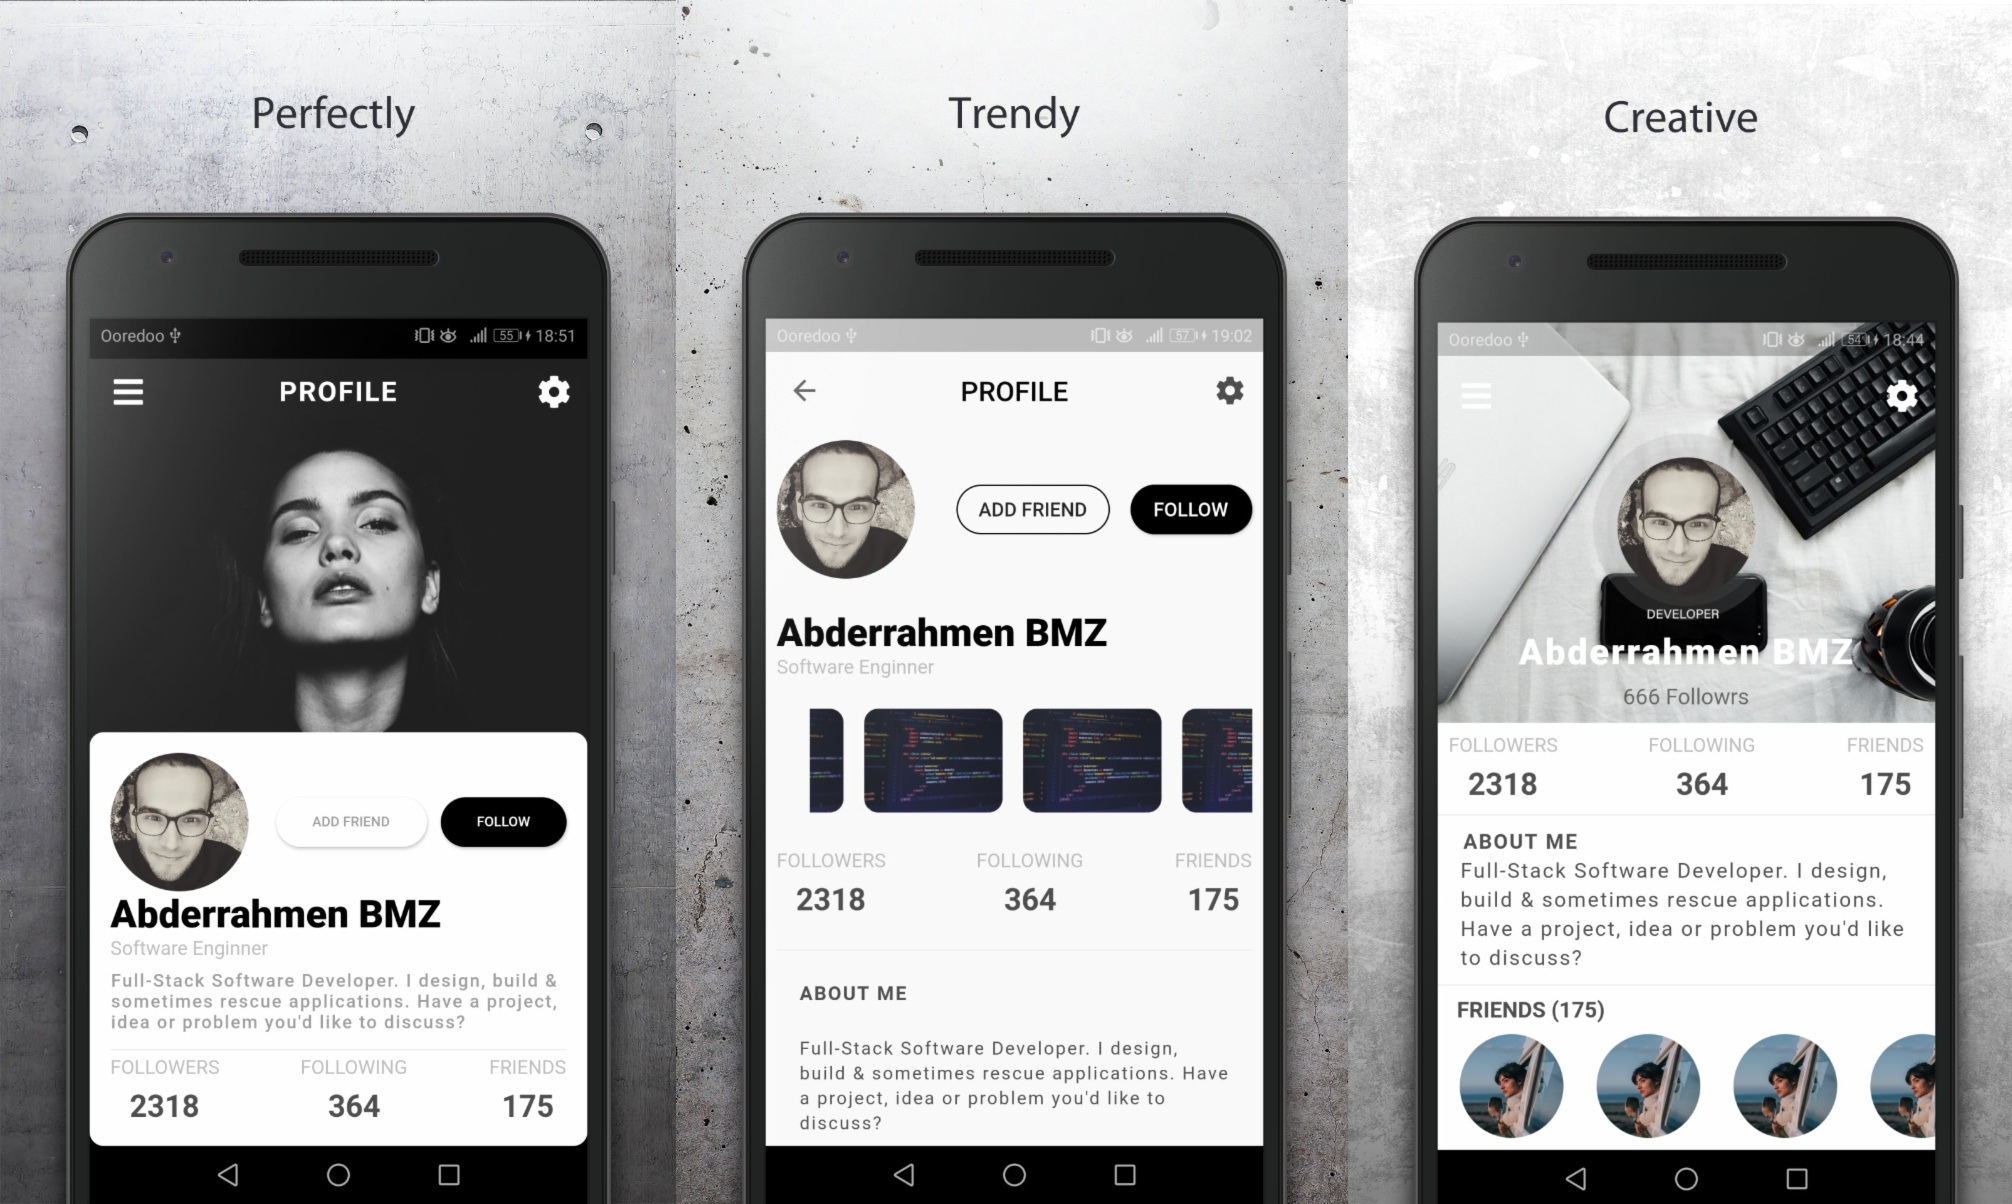 Perfectly
Ooredoo 55 18:51
PROFILE
ADD FRIEND FOLLOW
Abderrahmen BMZ
Software Enginner
Full-Stack Software Developer. I design, build &
sometimes rescue applications. Have a project,
idea or problem you'd like to discuss?
FOLLOWERS FOLLOWING FRIENDS
2318 364 175
Trendy
Ooredoo 57 19:02
PROFILE
ADD FRIEND FOLLOW
Abderrahmen BMZ
Software Enginner
FOLLOWERS FOLLOWING FRIENDS
2318 364 175
ABOUT ME
Full-Stack Software Developer. I design,
build & sometimes rescue applications. Have
a project, idea or problem you'd like to
discuss?
Creative
Ooredoo 54 18:44
DEVELOPER
Abderrahmen BMZ
666 Followrs
FOLLOWERS FOLLOWING FRIENDS
2318 364 175
ABOUT ME
Full-Stack Software Developer. I design,
build & sometimes rescue applications.
Have a project, idea or problem you'd like
to discuss?
FRIENDS (175)